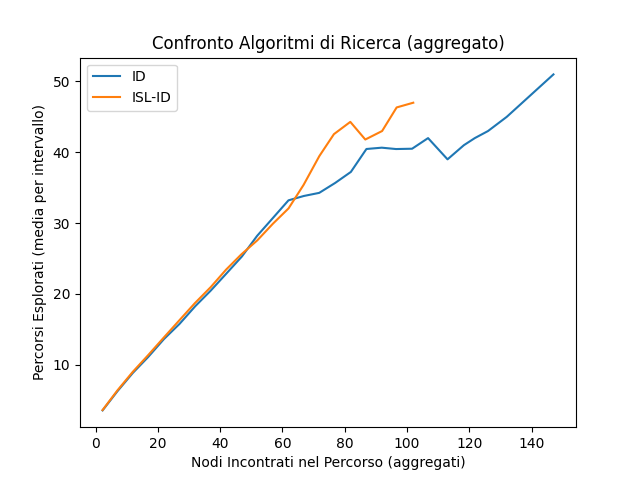 Confronto Algoritmi di Ricerca (aggregato)
ID
ISL-ID
Percorsi Esplorati (media per intervallo)
50
40
30
20
10
0 20 40 60 80 100 120 140
Nodi Incontrati nel Percorso (aggregati)